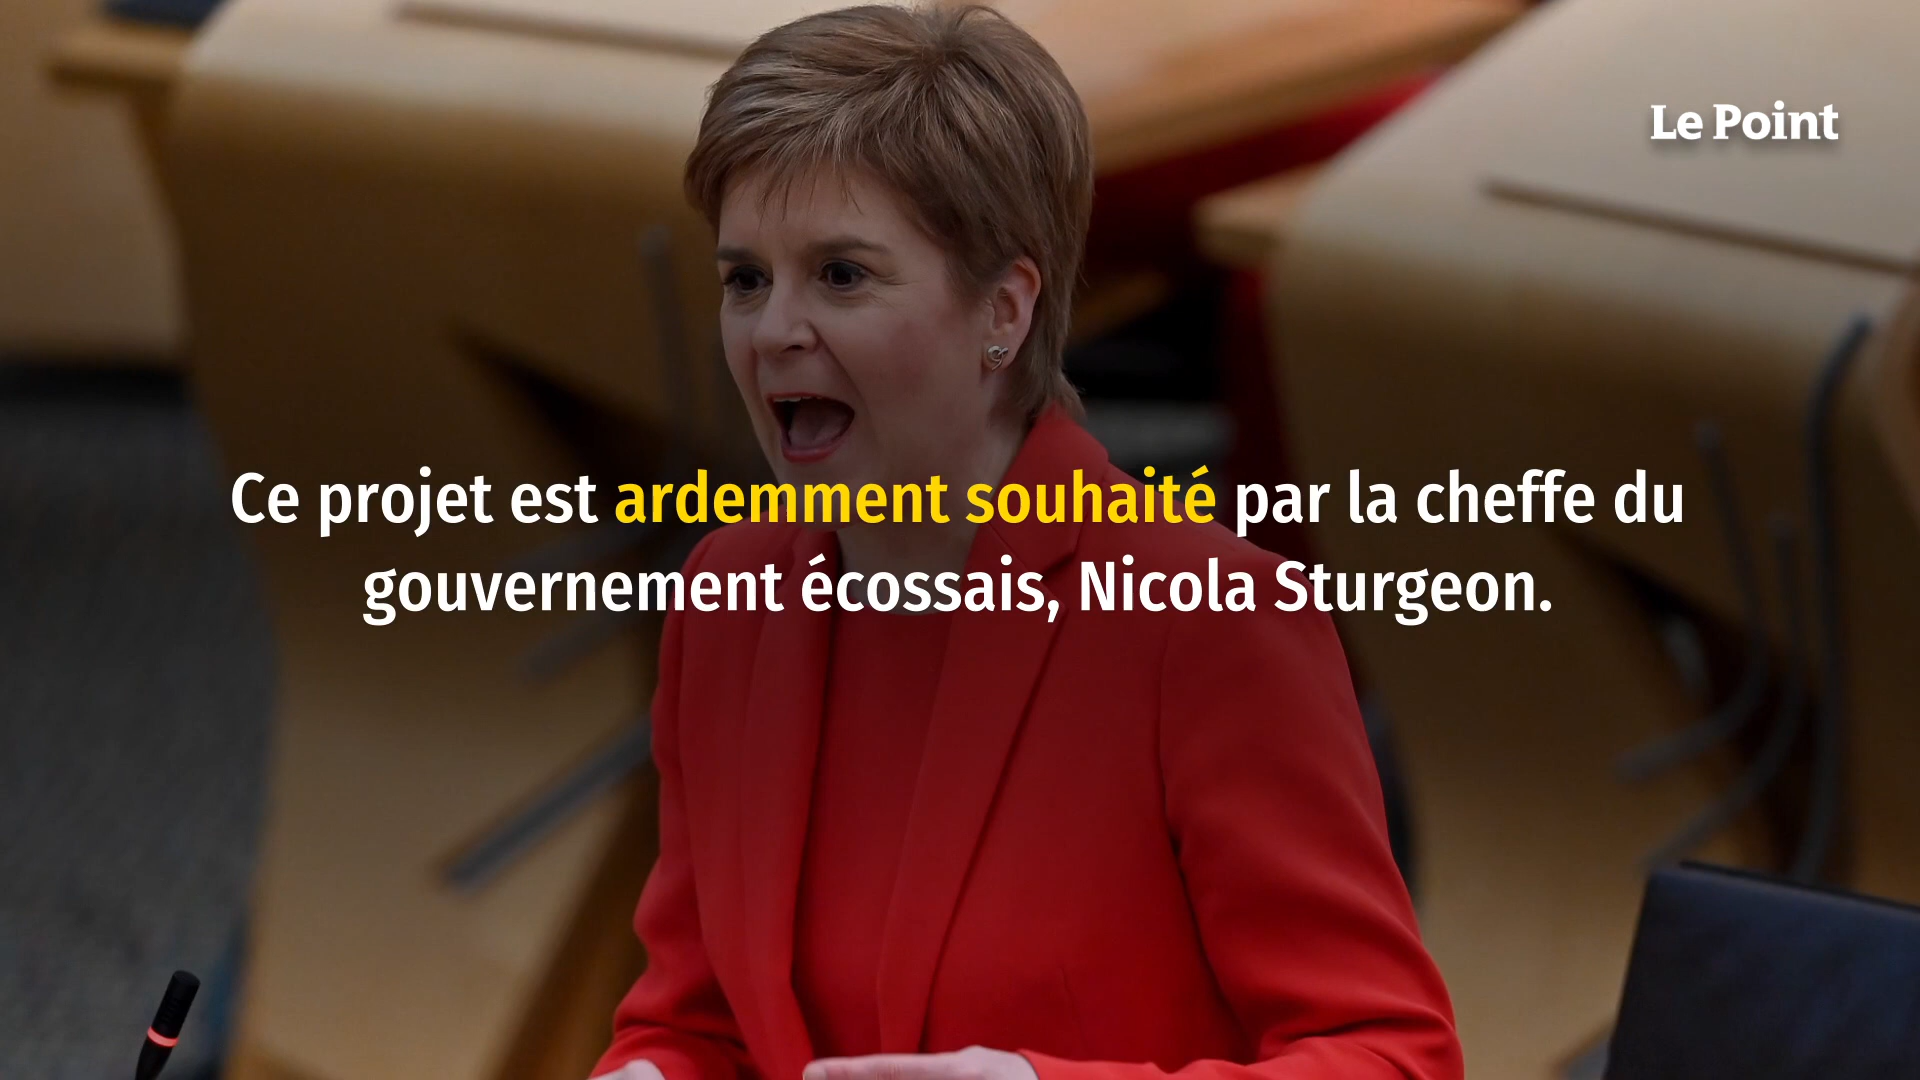 Le Point
Ce projet est ardemment souhaité par la cheffe du
gouvernement écossais, Nicola Sturgeon.